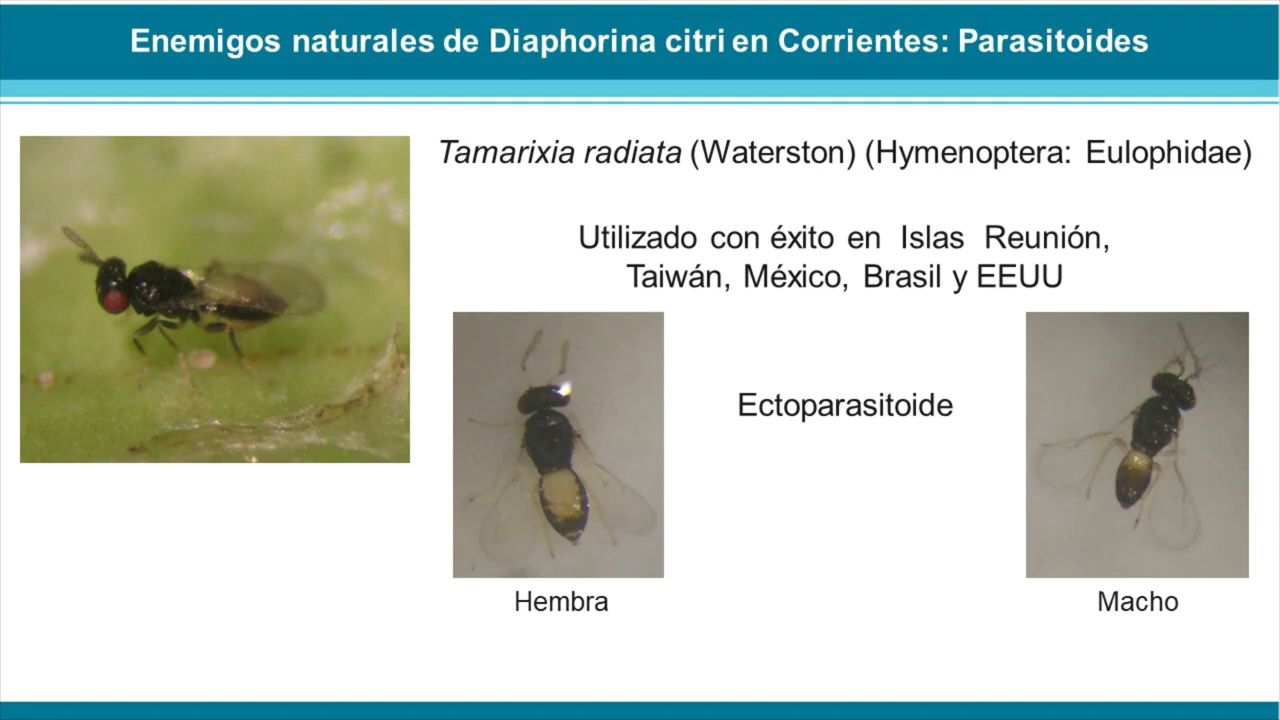 Enemigos naturales de Diaphorina citri en Corrientes: Parasitoides
Tamarixia radiata (Waterston) (Hymenoptera: Eulophidae)
Utilizado con éxito en Islas Reunión,
Taiwán, México, Brasil y EEUU
Ectoparasitoide
Hembra
Macho